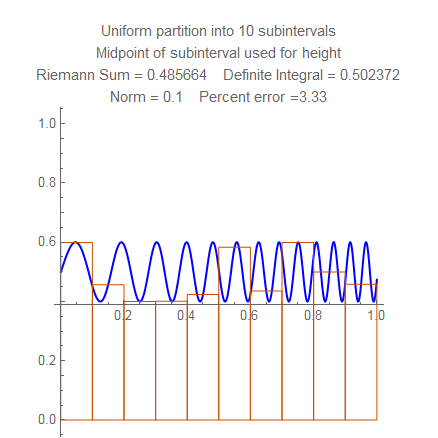 Uniform partition into 10 subintervals
Midpoint of subinterval used for height
Riemann Sum = 0.485664 Definite Integral = 0.502372
Norm = 0.1 Percent error =3.33
1.0
0.8
0.6
0.2 0.4 0.6 0.8 1.0
0.2
0.0